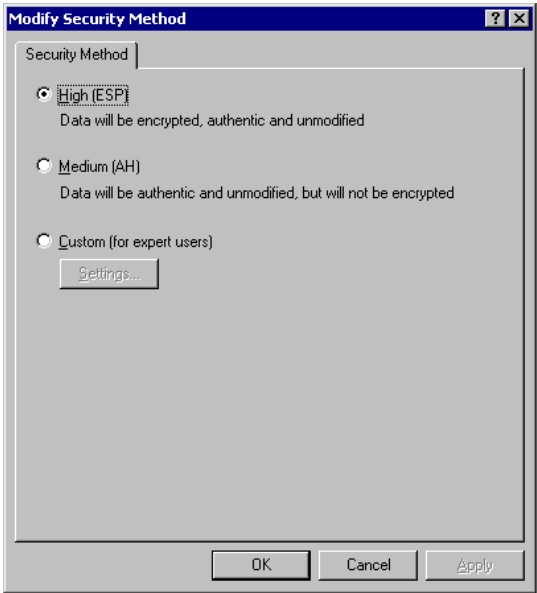 Modify Security Method
Security Method
High (ESP)
Data will be encrypted, authentic and unmodified
Medium (AH)
Data will be authentic and unmodified, but will not be encrypted
Custom (for expert users)
Settings...
OK Cancel Apply